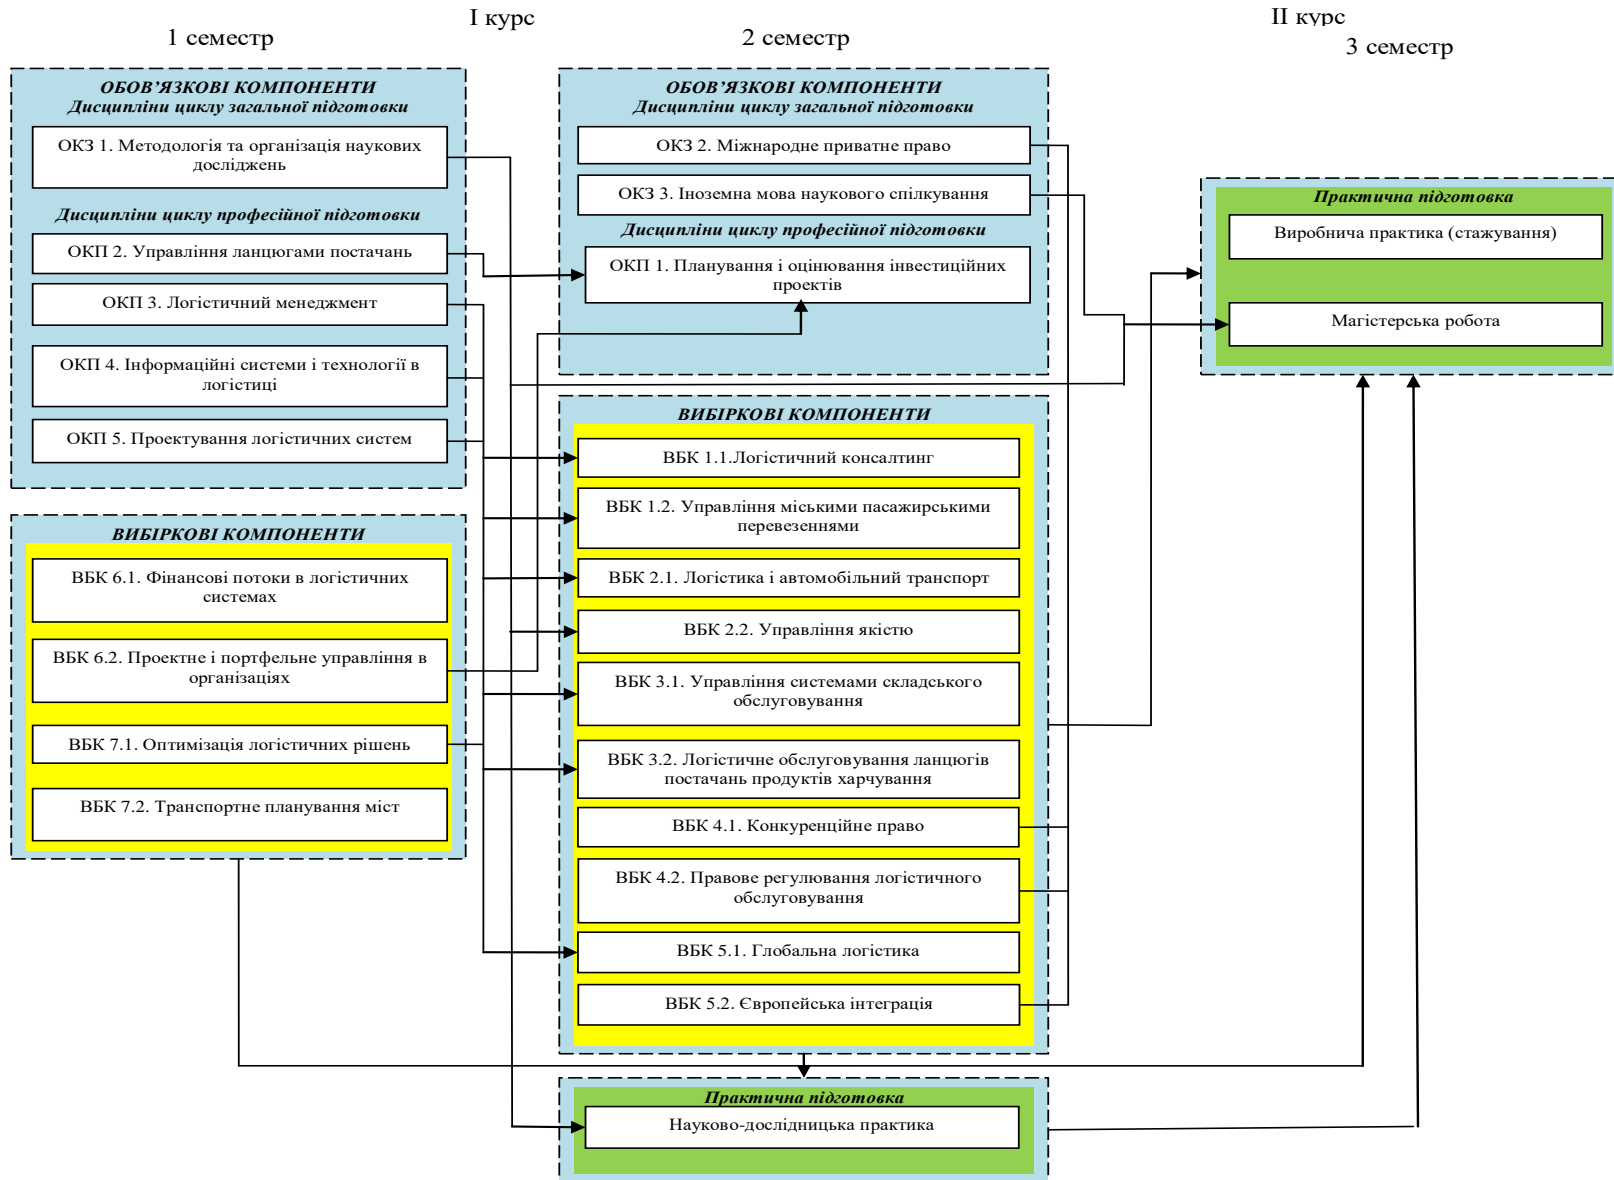 І курс
ІІ курс
1 семестр
2 семестр
3 семестр
ОБОВ’ЯЗКОВІ КОМПОНЕНТИ
Дисципліни циклу загальної підготовки
ОКЗ 1. Методологія та організація наукових
досліджень
Дисципліни циклу професійної підготовки
ОКП 2. Управління ланцюгами постачань
ОКП 3. Логістичний менеджмент
ОКП 4. Інформаційні системи і технології в
логістиці
ОКП 5. Проектування логістичних систем
ВИБІРКОВІ КОМПОНЕНТИ
ВБК 6.1. Фінансові потоки в логістичних
системах
ВБК 6.2. Проектне і портфельне управління в
організаціях
ВБК 7.1. Оптимізація логістичних рішень
ВБК 7.2. Транспортне планування міст
ОБОВ’ЯЗКОВІ КОМПОНЕНТИ
Дисципліни циклу загальної підготовки
ОКЗ 2. Міжнародне приватне право
ОКЗ 3. Іноземна мова наукового спілкування
Дисципліни циклу професійної підготовки
ОКП 1. Планування і оцінювання інвестиційних
проектів
ВИБІРКОВІ КОМПОНЕНТИ
ВБК 1.1.Логістичний консалтинг
ВБК 1.2. Управління міськими пасажирськими
перевезеннями
ВБК 2.1. Логістика і автомобільний транспорт
ВБК 2.2. Управління якістю
ВБК 3.1. Управління системами складського
обслуговування
ВБК 3.2. Логістичне обслуговування ланцюгів
постачань продуктів харчування
ВБК 4.1. Конкуренційне право
ВБК 4.2. Правове регулювання логістичного
обслуговування
ВБК 5.1. Глобальна логістика
ВБК 5.2. Європейська інтеграція
Практична підготовка
Науково-дослідницька практика
Практична підготовка
Виробнича практика (стажування)
Магістерська робота